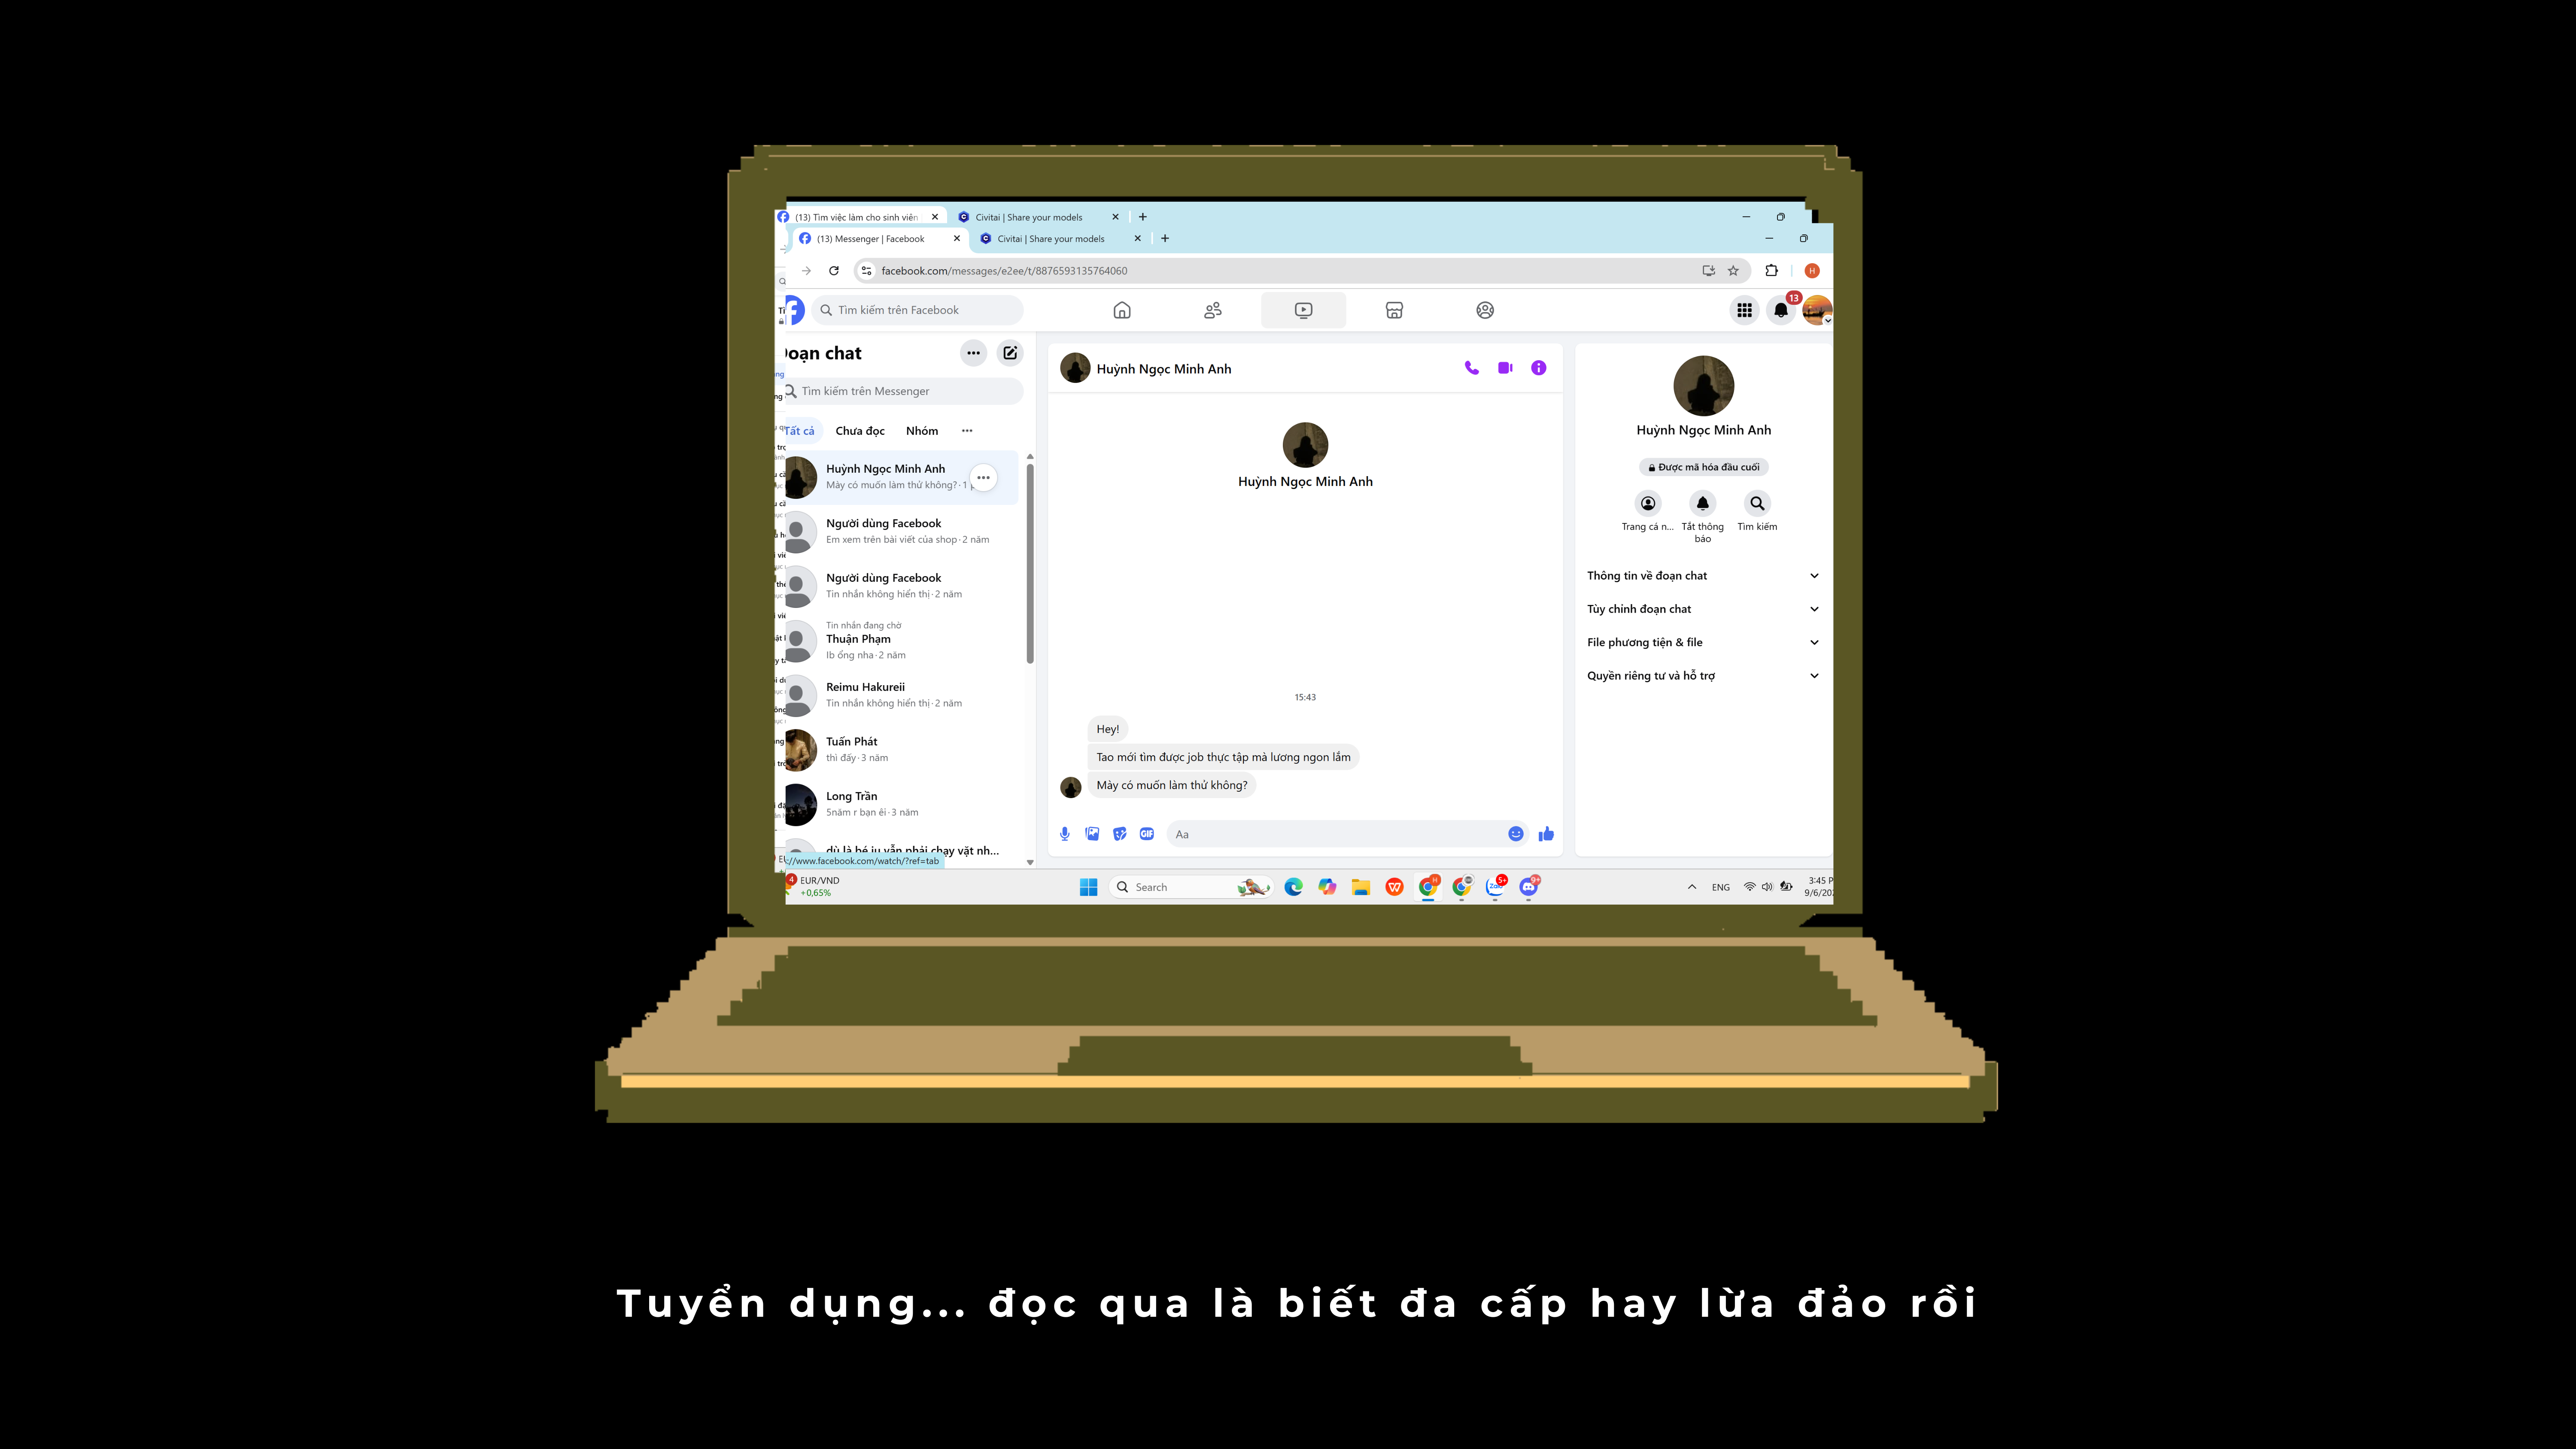 (13) Tìm việc làm cho sinh viên
Civitai | Share your models
(13) Messenger | Facebook
Civitai | Share your models
facebook.com/messages/e2ee/t/8876593135764060
H
Tìm kiếm trên Facebook
13
Đoạn chat
Tìm kiếm trên Messenger
Tất cả Chưa đọc Nhóm
Huỳnh Ngọc Minh Anh
Mày có muốn làm thử không? · 1
Người dùng Facebook
Em xem trên bài viết của shop · 2 năm
Người dùng Facebook
Tin nhắn không hiển thị · 2 năm
Tin nhắn đang chờ
Thuận Phạm
Ib ổng nha · 2 năm
Reimu Hakureii
Tin nhắn không hiển thị · 2 năm
Tuấn Phát
thì đấy · 3 năm
Long Trần
5năm r bạn êi · 3 năm
dù là bé iu vẫn phải chạy vặt nh...
://www.facebook.com/watch/?ref=tab
Huỳnh Ngọc Minh Anh
Huỳnh Ngọc Minh Anh
15:43
Hey!
Tao mới tìm được job thực tập mà lương ngon lắm
Mày có muốn làm thử không?
GIF
Aa
Huỳnh Ngọc Minh Anh
Được mã hóa đầu cuối
Trang cá n...
Tắt thông báo
Tìm kiếm
Thông tin về đoạn chat
Tùy chỉnh đoạn chat
File phương tiện & file
Quyền riêng tư và hỗ trợ
4
EUR/VND
+0,65%
Search
ENG
3:45 P
9/6/20
Tuyển dụng... đọc qua là biết đa cấp hay lừa đảo rồi